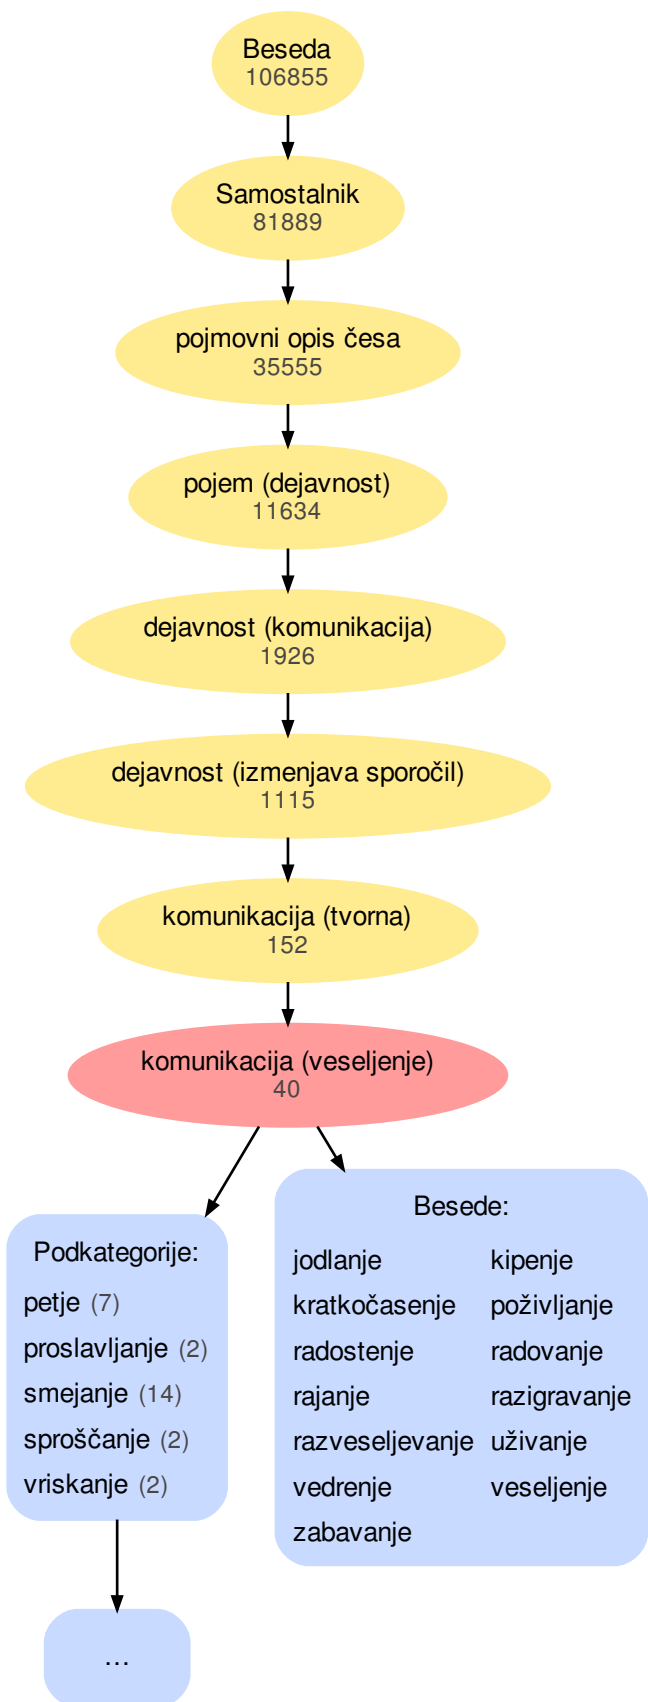 Beseda
106855
Samostalnik
81889
pojmovni opis česa
35555
pojem (dejavnost)
11634
dejavnost (komunikacija)
1926
dejavnost (izmenjava sporočil)
1115
komunikacija (tvorna)
152
komunikacija (veseljenje)
40
Podkategorije:
petje (7)
proslavljanje (2)
smejanje (14)
sproščanje (2)
vriskanje (2)
...
Besede:
jodlanje kipenje
kratkočasenje poživljanje
radostenje radovanje
rajanje razigravanje
razveseljevanje uživanje
vedrenje veseljenje
zabavanje